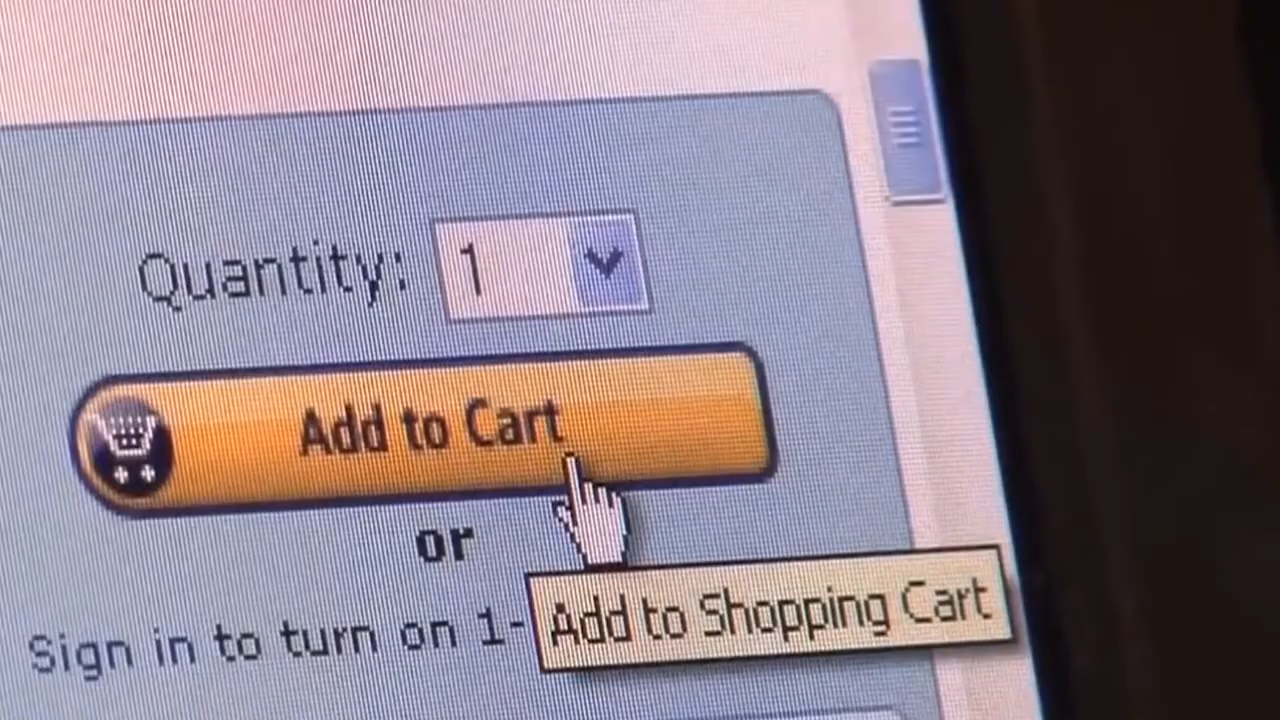 Quantity: 1
Add to Cart
or
Sign in to turn on 1-
Add to Shopping Cart